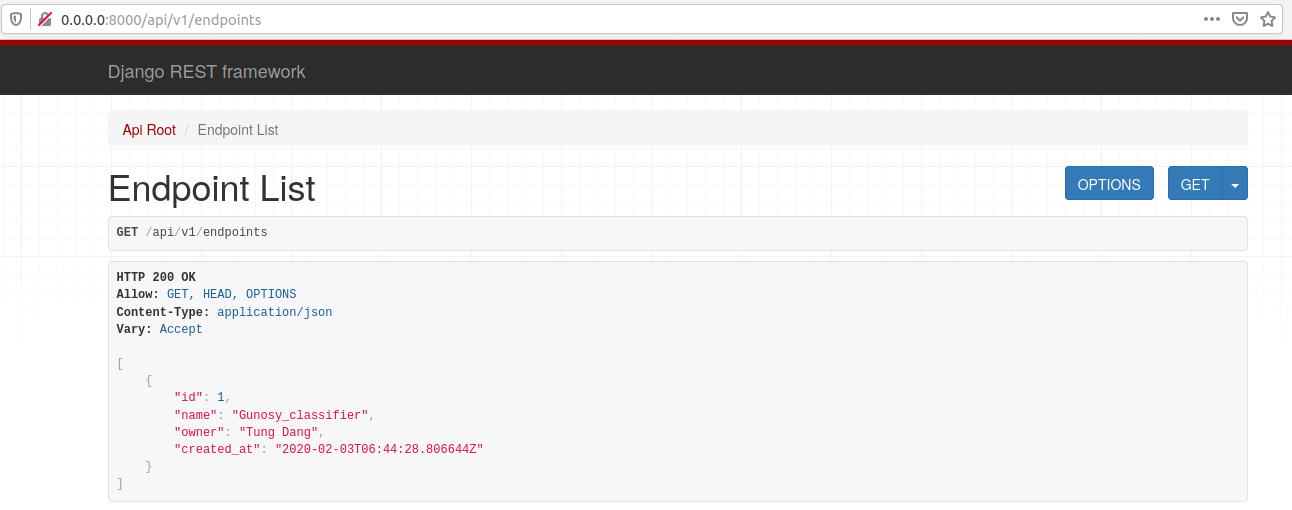 0.0.0.0:8000/api/v1/endpoints
Django REST framework
Api Root / Endpoint List
Endpoint List
OPTIONS GET
GET /api/v1/endpoints
HTTP 200 OK
Allow: GET, HEAD, OPTIONS
Content-Type: application/json
Vary: Accept
[
    {
        "id": 1,
        "name": "Gunosy_classifier",
        "owner": "Tung Dang",
        "created_at": "2020-02-03T06:44:28.806644Z"
    }
]